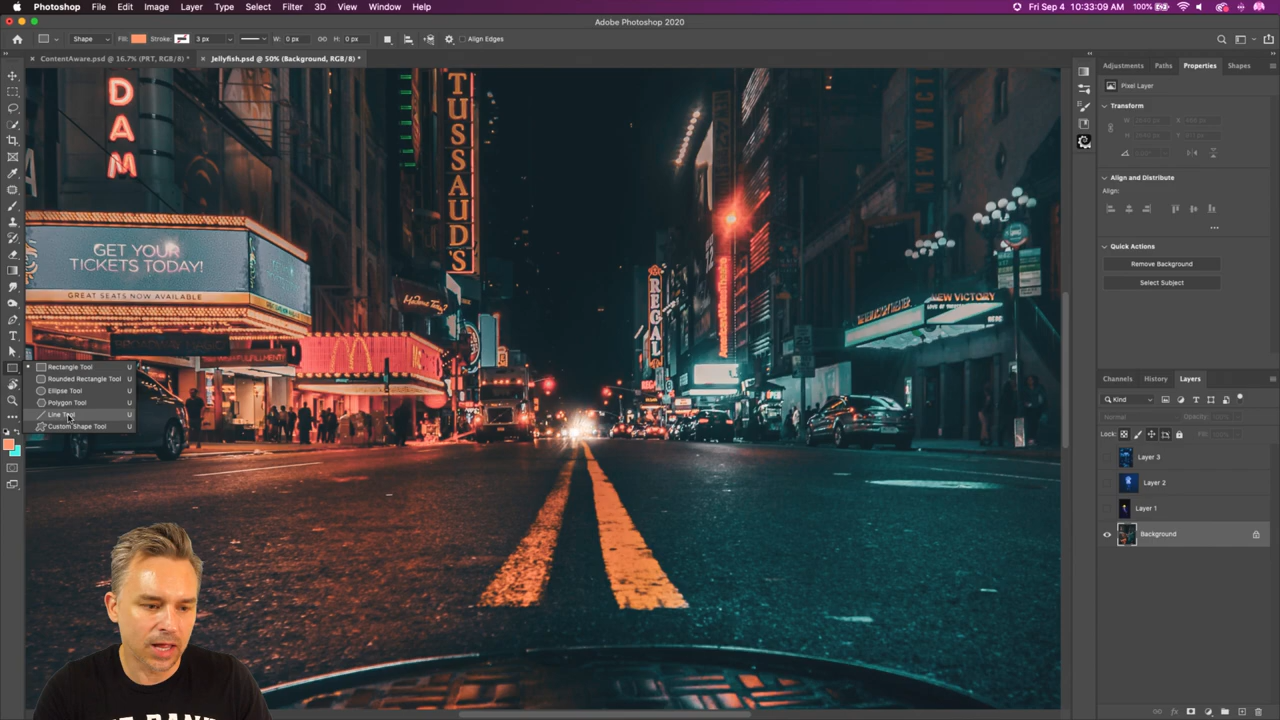 Photoshop File Edit Image Layer Type Select Filter 3D View Window Help
100% Fri Sep 4 10:33:09 AM
Adobe Photoshop 2020
Shape Fill: Stroke: 3 px W: 0 px H: 0 px Align Edges
ContentAware.psd @ 16.7% (PRT, RGB/8) *
Jellyfish.psd @ 50% (Background, RGB/8) *
Adjustments Paths Properties Shapes
Pixel Layer
Transform
Align and Distribute
Align:
Quick Actions
Remove Background
Select Subject
DAM
TUSSAUD'S
NEW VICT
GET YOUR
TICKETS TODAY!
GREAT SEATS NOW AVAILABLE
REGAL
NEW VICTORY
Rectangle Tool U
Rounded Rectangle Tool U
Ellipse Tool U
Polygon Tool U
Line Tool U
Custom Shape Tool U
Channels History Layers
Kind
Normal Opacity:
Lock: Fill:
Layer 3
Layer 2
Layer 1
Background